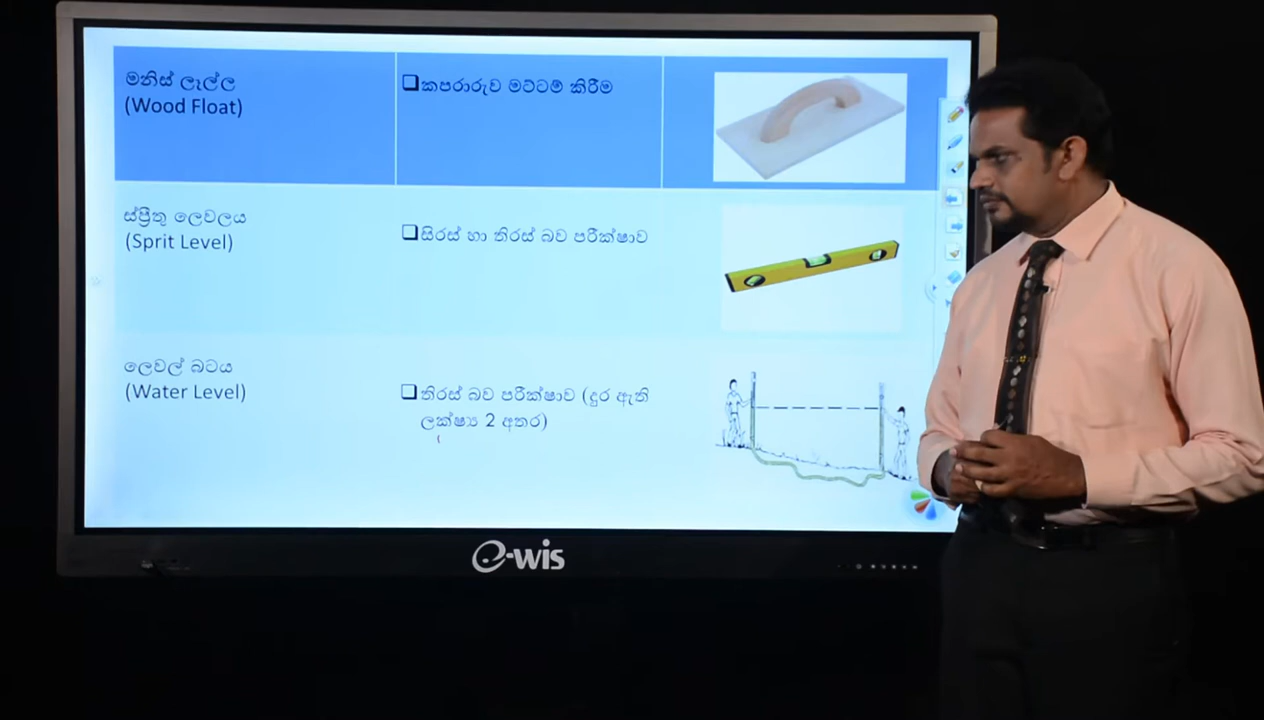 මනිස් ලෑල්ල
(Wood Float)
❑කපරාරුව මට්ටම් කිරීම
ස්ප්‍රීතු ලෙවලය
(Sprit Level)
❑සිරස් හා තිරස් බව පරීක්ෂාව
ලෙවල් බටය
(Water Level)
❑තිරස් බව පරීක්ෂාව (දුර ඇති
ලක්ෂ්‍ය 2 අතර)
e-wis